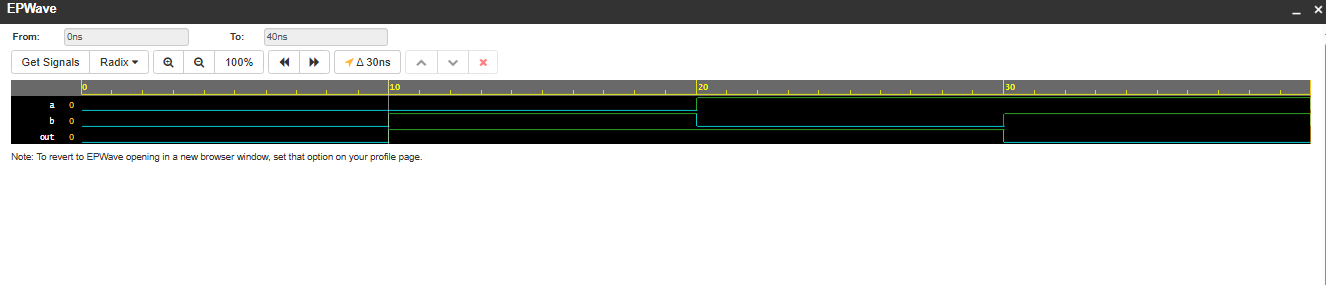 EPWave
From: 0ns To: 40ns
Get Signals Radix 100% Δ 30ns
0 10 20 30
a 0
b 0
out 0
Note: To revert to EPWave opening in a new browser window, set that option on your profile page.